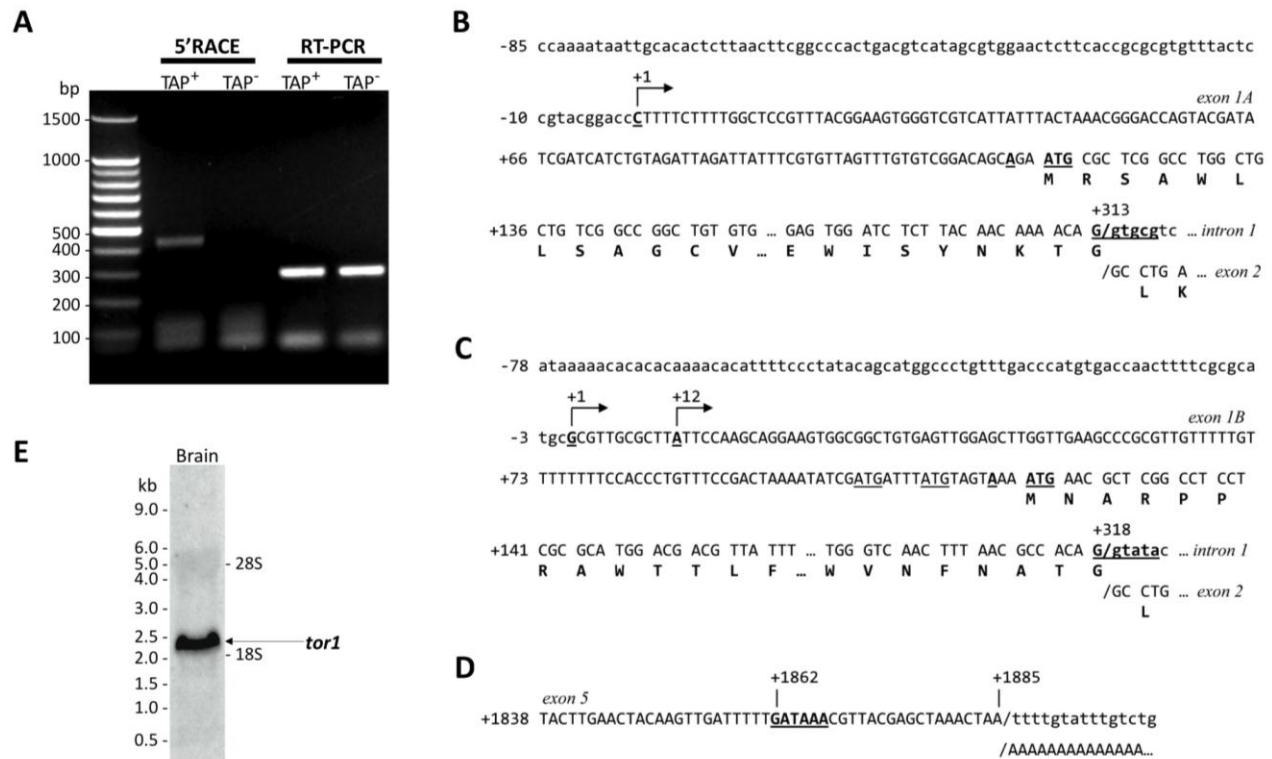 A
5'RACE RT-PCR
TAP+ TAP- TAP+ TAP-
bp
1500
1000
500
400
300
200
100
B
-85 ccaaaataattgcacactcttaacttcggcccactgacgtcatagcgtggaactcttcaccgcgcgtgtttactc
+1
exon 1A
-10 cgtacggaccCTTTTCTTTTGGCTCCGTTTACGGAAGTGGGTCGTCATTATTTACTAAACGGGACCAGTACGATA
+66 TCGATCATCTGTAGATTAGATTATTTCGTGTTAGTTTGTGTCGGACAGCAGA ATG CGC TCG GCC TGG CTG
M R S A W L
+313
+136 CTG TCG GCC GGC TGT GTG … GAG TGG ATC TCT TAC AAC AAA ACA G/gtgcgtc … intron 1
L S A G C V … E W I S Y N K T G
/GC CTG A … exon 2
L K
C
-78 ataaaaacacacacaaaacacattttccctatacagcatggccctgtttgacccatgtgaccaacttttcgcgca
+1 +12
exon 1B
-3 tgcGCGTTGCGCTTATTCCAAGCAGGAAGTGGCGGCTGTGAGTTGGAGCTTGGTTGAAGCCCGCGTTGTTTTTGT
+73 TTTTTTTCCACCCTGTTTCCGACTAAAATATCGATGATTTATGTAGTAAAA ATG AAC GCT CGG CCT CCT
M N A R P P
+318
+141 CGC GCA TGG ACG ACG TTA TTT … TGG GTC AAC TTT AAC GCC ACA G/gtatac … intron 1
R A W T T L F … W V N F N A T G
/GC CTG … exon 2
L
D
+1862 +1885
exon 5
+1838 TACTTGAACTACAAGTTGATTTTTGATAAACGTTACGAGCTAAACTAA/ttttgtatttgtctg
/AAAAAAAAAAAAAA…
E
Brain
kb
9.0 -
6.0 -
5.0 - - 28S
4.0 -
3.0 -
2.5 - tor1
2.0 - - 18S
1.5 -
1.0 -
0.5 -